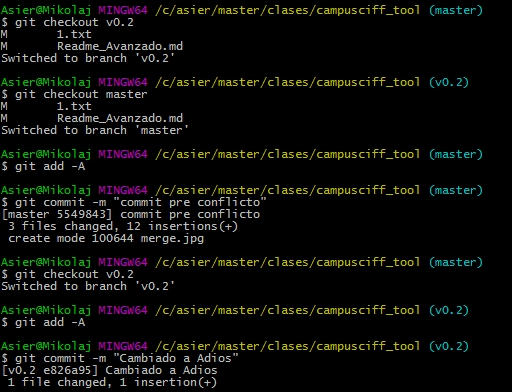 Asier@Mikolaj MINGW64 /c/asier/master/clases/campusciff_tool (master)
$ git checkout v0.2
M       1.txt
M       Readme_Avanzado.md
Switched to branch 'v0.2'
Asier@Mikolaj MINGW64 /c/asier/master/clases/campusciff_tool (v0.2)
$ git checkout master
M       1.txt
M       Readme_Avanzado.md
Switched to branch 'master'
Asier@Mikolaj MINGW64 /c/asier/master/clases/campusciff_tool (master)
$ git add -A
Asier@Mikolaj MINGW64 /c/asier/master/clases/campusciff_tool (master)
$ git commit -m "commit pre conflicto"
[master 5549843] commit pre conflicto
 3 files changed, 12 insertions(+)
 create mode 100644 merge.jpg
Asier@Mikolaj MINGW64 /c/asier/master/clases/campusciff_tool (master)
$ git checkout v0.2
Switched to branch 'v0.2'
Asier@Mikolaj MINGW64 /c/asier/master/clases/campusciff_tool (v0.2)
$ git add -A
Asier@Mikolaj MINGW64 /c/asier/master/clases/campusciff_tool (v0.2)
$ git commit -m "Cambiado a Adios"
[v0.2 e826a95] Cambiado a Adios
 1 file changed, 1 insertion(+)